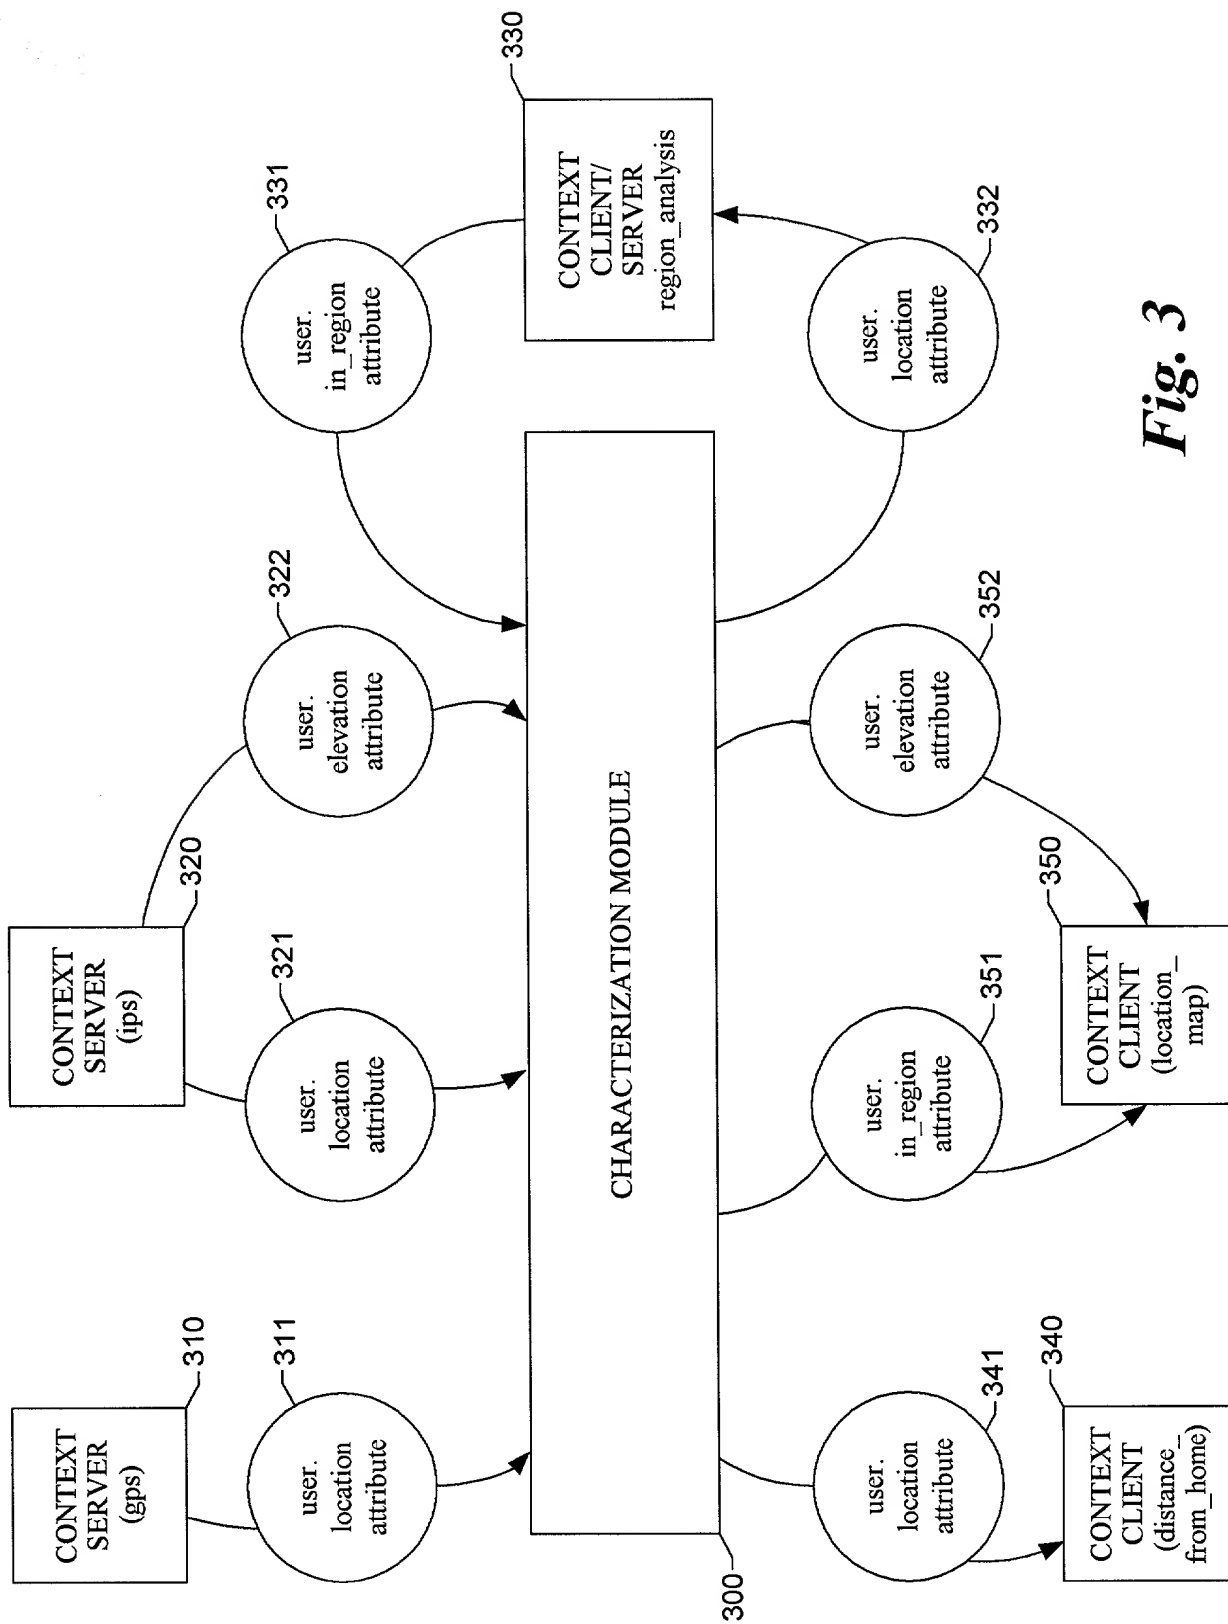 CONTEXT
SERVER
(gps)
310
311
user.
location
attribute
CONTEXT
SERVER
(ips)
320
321
user.
location
attribute
322
user.
elevation
attribute
331
user.
in_region
attribute
330
CONTEXT
CLIENT/
SERVER
region_analysis
300
CHARACTERIZATION MODULE
user.
location
attribute
341
340
CONTEXT
CLIENT
(distance_
from_home)
user.
in_region
attribute
351
350
CONTEXT
CLIENT
(location_
map)
user.
elevation
attribute
352
user.
location
attribute
332
Fig. 3